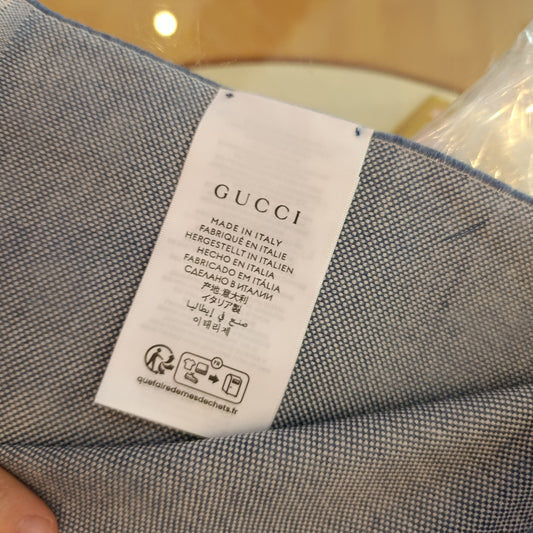 GUCCI
MADE IN ITALY
FABRIQUÉ EN ITALIE
HERGESTELLT IN ITALIEN
HECHO EN ITALIA
FABRICADO EM ITÁLIA
СДЕЛАНО В ИТАЛИИ
产地:意大利
イタリア製
صنع في إيطاليا
이태리제
FR
quefairedemesdechets.fr